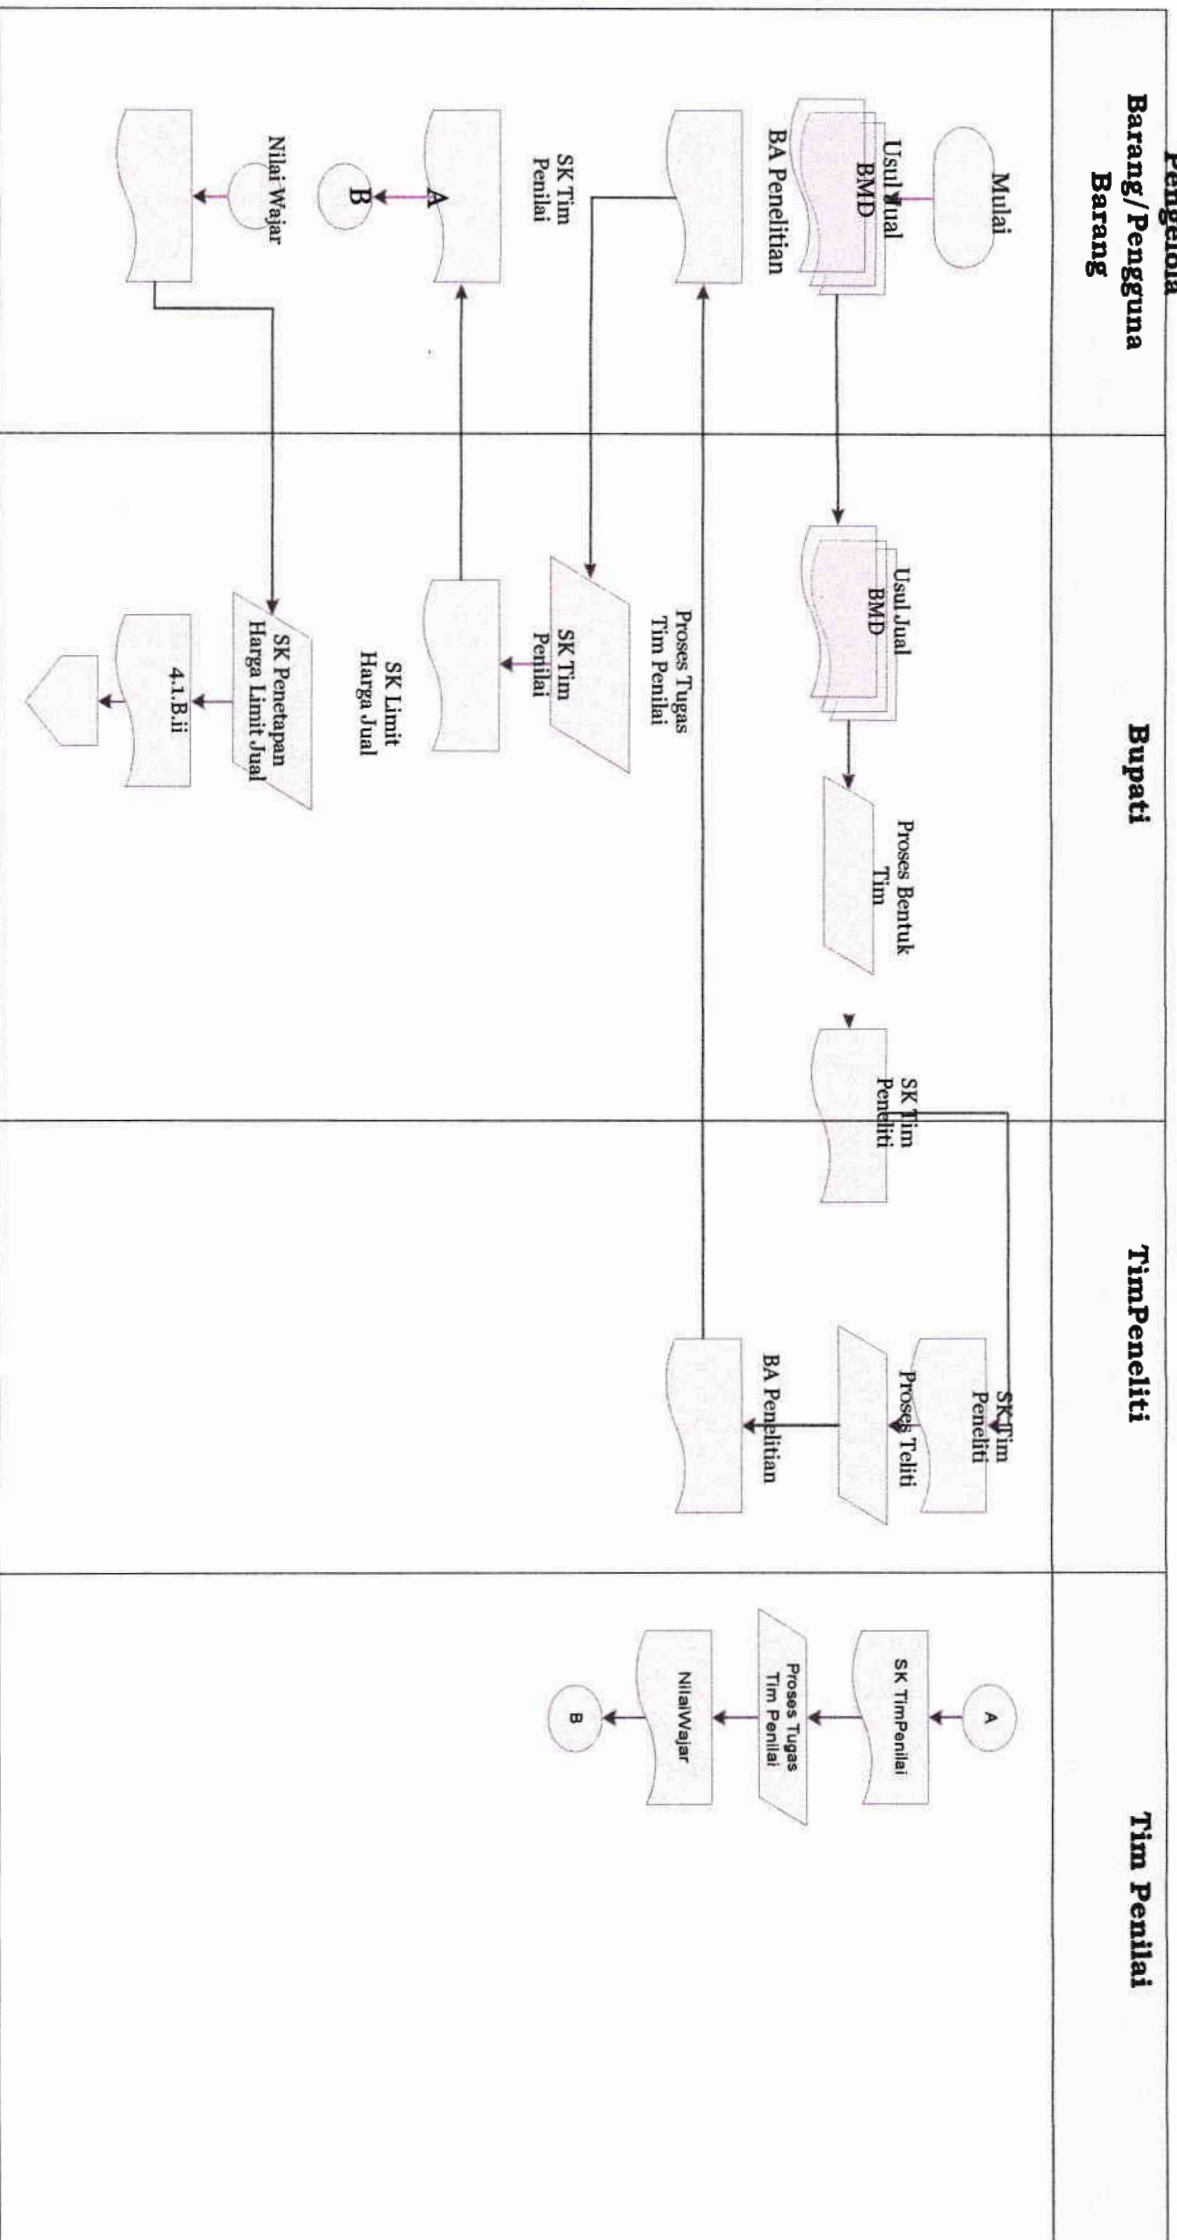 Pengelola
Barang/Pengguna
Barang
Bupati
TimPeneliti
Tim Penilai
Mulai
Usul Jual
BMD
BA Penelitian
SK Tim
Penilai
A
B
Nilai Wajar
Usul Jual
BMD
Proses Bentuk
Tim
SK Tim
Peneliti
Proses Tugas
Tim Penilai
SK Tim
Penilai
SK Limit
Harga Jual
SK Penetapan
Harga Limit Jual
4.1.B.ii
SK Tim
Peneliti
Proses Teliti
BA Penelitian
A
SK TimPenilai
Proses Tugas
Tim Penilai
NilaiWajar
B